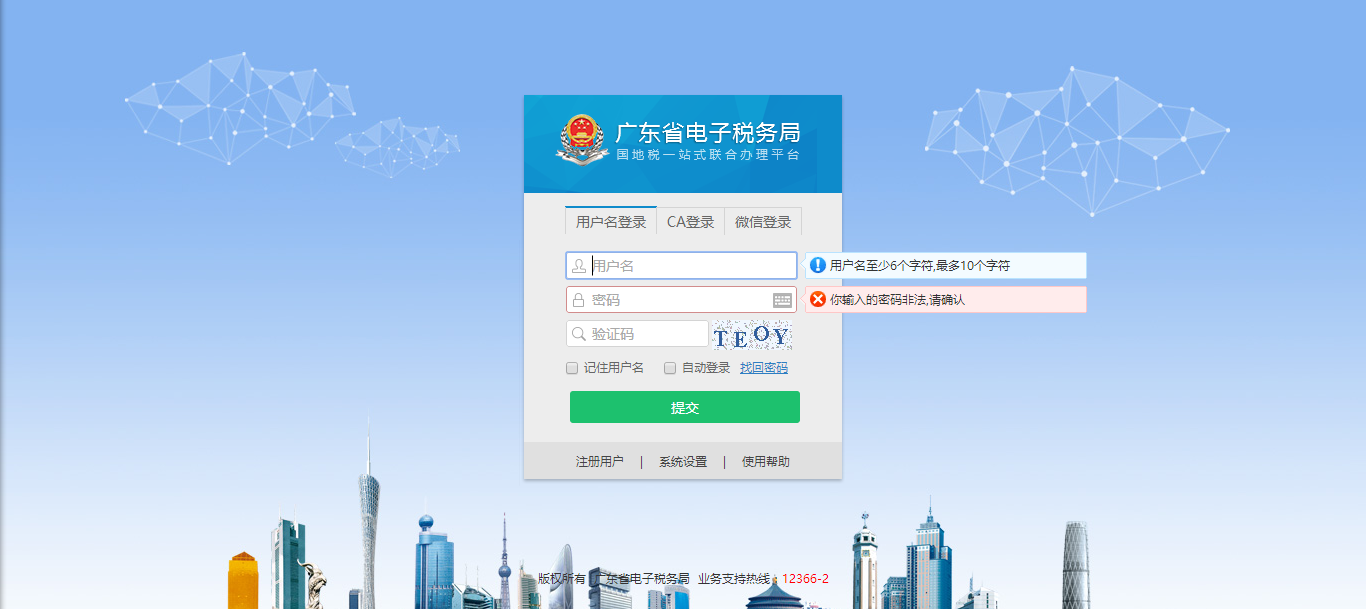 广东省电子税务局
国地税一站式联合办理平台
用户名登录 CA登录 微信登录
用户名
用户名至少6个字符,最多10个字符
密码
你输入的密码非法,请确认
验证码 TEOY
记住用户名 自动登录 找回密码
提交
注册用户 | 系统设置 | 使用帮助
版权所有 广东省电子税务局 业务支持热线：12366-2